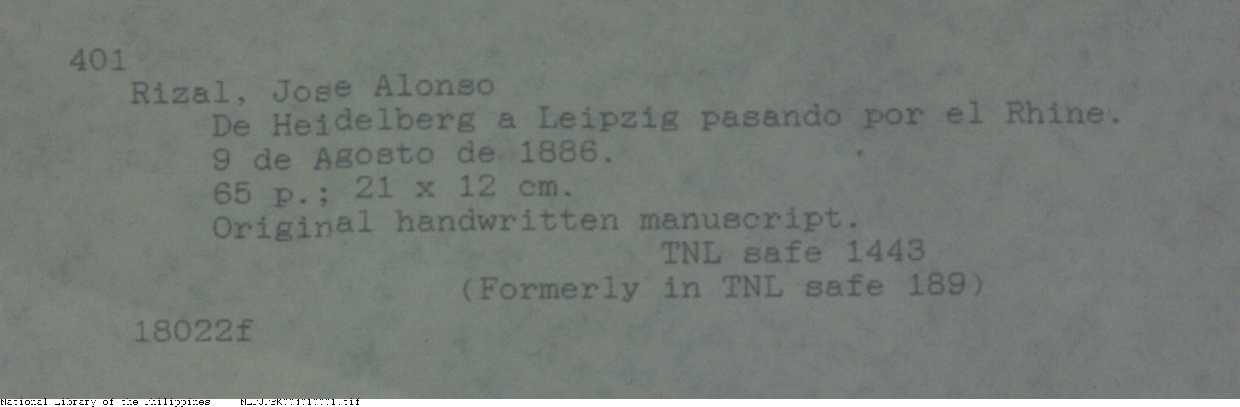 401
Rizal, Jose Alonso
De Heidelberg a Leipzig pasando por el Rhine.
9 de Agosto de 1886.
65 p.; 21 x 12 cm.
Original handwritten manuscript.
TNL safe 1443
(Formerly in TNL safe 189)
18022f
National Library of the Philippines